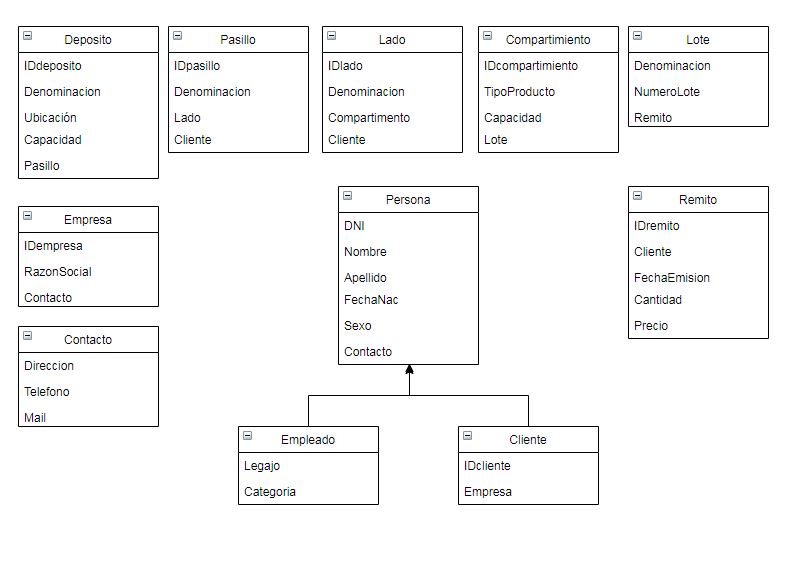 Deposito
IDdeposito
Denominacion
Ubicación
Capacidad
Pasillo
Pasillo
IDpasillo
Denominacion
Lado
Cliente
Lado
IDlado
Denominacion
Compartimento
Cliente
Compartimiento
IDcompartimiento
TipoProducto
Capacidad
Lote
Lote
Denominacion
NumeroLote
Remito
Empresa
IDempresa
RazonSocial
Contacto
Persona
DNI
Nombre
Apellido
FechaNac
Sexo
Contacto
Remito
IDremito
Cliente
FechaEmision
Cantidad
Precio
Contacto
Direccion
Telefono
Mail
Empleado
Legajo
Categoria
Cliente
IDcliente
Empresa